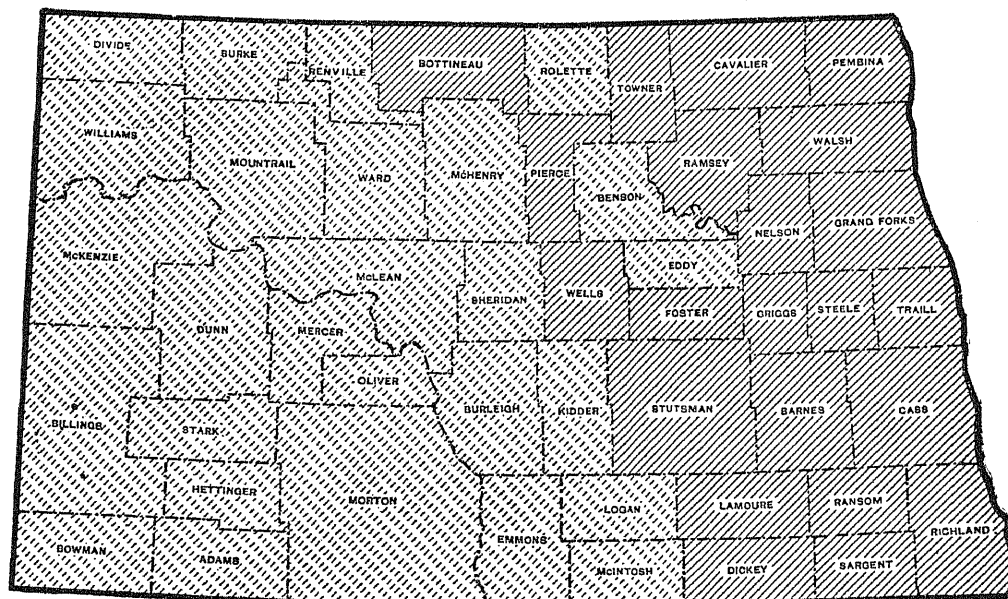 DIVIDE
BURKE
RENVILLE
BOTTINEAU
ROLETTE
TOWNER
CAVALIER
PEMBINA
WILLIAMS
MOUNTRAIL
WARD
McHENRY
PIERCE
BENSON
RAMSEY
WALSH
NELSON
GRAND FORKS
McKENZIE
McLEAN
SHERIDAN
WELLS
EDDY
FOSTER
GRIGGS
STEELE
TRAILL
DUNN
MERCER
OLIVER
BILLINGS
STARK
BURLEIGH
KIDDER
STUTSMAN
BARNES
CASS
HETTINGER
MORTON
EMMONS
LOGAN
LAMOURE
RANSOM
RICHLAND
BOWMAN
ADAMS
McINTOSH
DICKEY
SARGENT